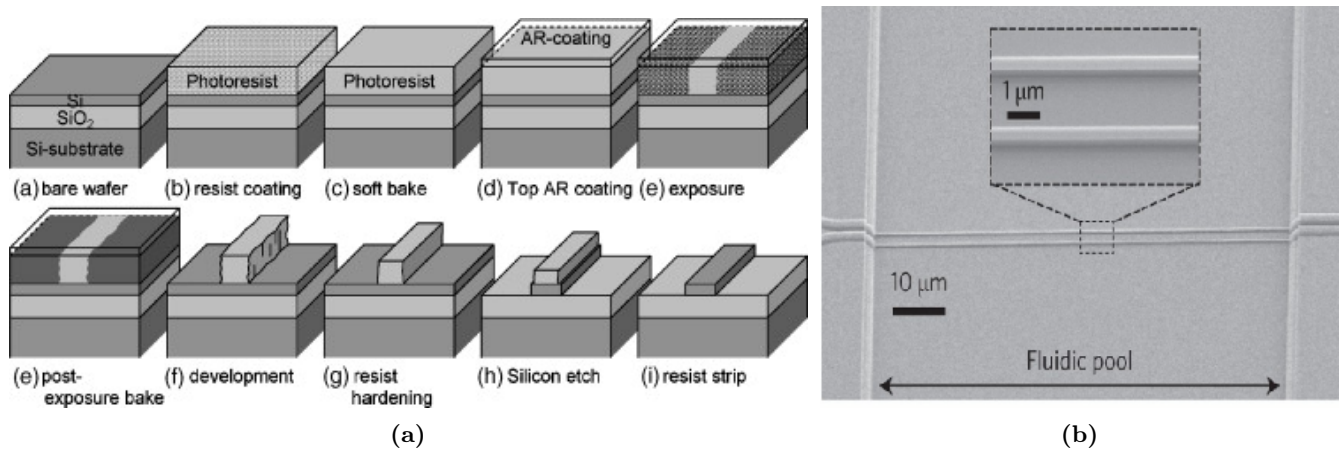 Si
SiO2
Si-substrate
(a) bare wafer
Photoresist
(b) resist coating
Photoresist
(c) soft bake
AR-coating
(d) Top AR coating
(e) exposure
(e) post-
exposure bake
(f) development
(g) resist
hardening
(h) Silicon etch
(i) resist strip
(a)
1 μm
10 μm
Fluidic pool
(b)